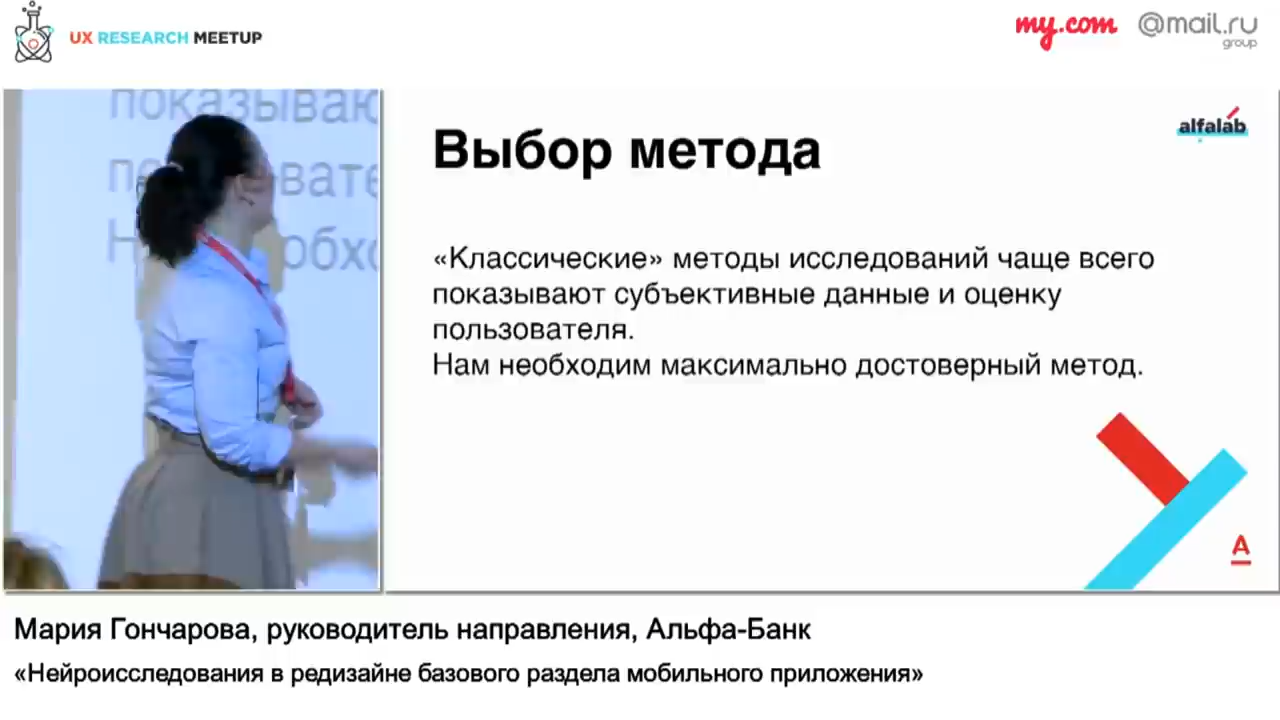 UX RESEARCH MEETUP
my.com
@mail.ru
group
показываю
обхо
Выбор метода
alfalab
«Классические» методы исследований чаще всего
показывают субъективные данные и оценку
пользователя.
Нам необходим максимально достоверный метод.
А
Мария Гончарова, руководитель направления, Альфа-Банк
«Нейроисследования в редизайне базового раздела мобильного приложения»